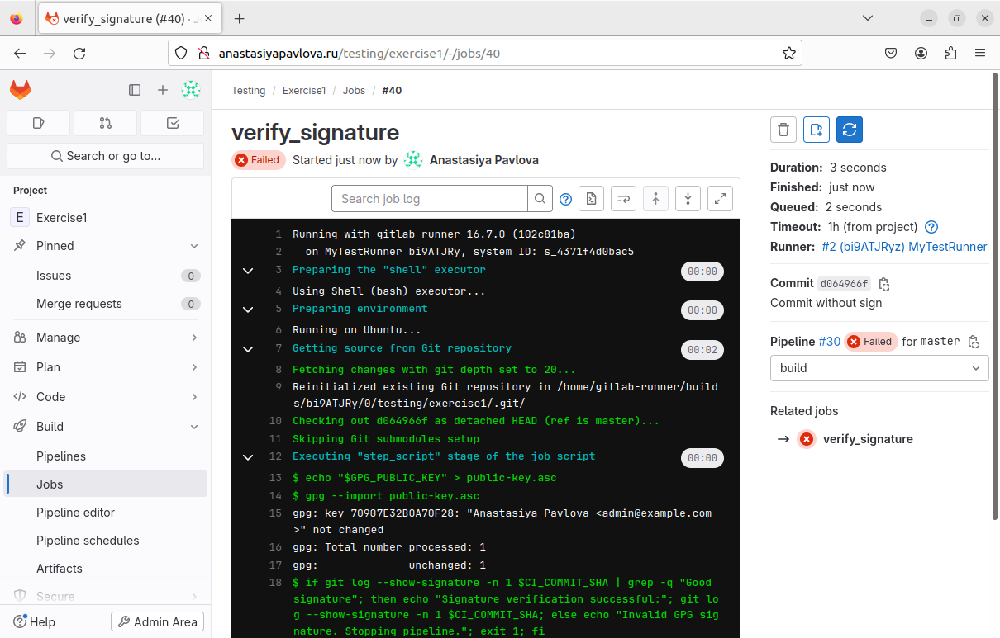 verify_signature (#40) · J
anastasiyapavlova.ru/testing/exercise1/-/jobs/40
Testing / Exercise1 / Jobs / #40
Search or go to...
Project
E Exercise1
Pinned
Issues 0
Merge requests 0
Manage
Plan
Code
Build
Pipelines
Jobs
Pipeline editor
Pipeline schedules
Artifacts
Secure
Help
Admin Area
verify_signature
Failed Started just now by Anastasiya Pavlova
Search job log
1 Running with gitlab-runner 16.7.0 (102c81ba)
2 on MyTestRunner bi9ATJRy, system ID: s_4371f4d0bac5
3 Preparing the "shell" executor 00:00
4 Using Shell (bash) executor...
5 Preparing environment 00:00
6 Running on Ubuntu...
7 Getting source from Git repository 00:02
8 Fetching changes with git depth set to 20...
9 Reinitialized existing Git repository in /home/gitlab-runner/build
s/bi9ATJRy/0/testing/exercise1/.git/
10 Checking out d064966f as detached HEAD (ref is master)...
11 Skipping Git submodules setup
12 Executing "step_script" stage of the job script 00:00
13 $ echo "$GPG_PUBLIC_KEY" > public-key.asc
14 $ gpg --import public-key.asc
15 gpg: key 70907E32B0A70F28: "Anastasiya Pavlova <admin@example.com
>" not changed
16 gpg: Total number processed: 1
17 gpg: unchanged: 1
18 $ if git log --show-signature -n 1 $CI_COMMIT_SHA | grep -q "Good
signature"; then echo "Signature verification successful:"; git lo
g --show-signature -n 1 $CI_COMMIT_SHA; else echo "Invalid GPG sig
nature. Stopping pipeline."; exit 1; fi
Duration: 3 seconds
Finished: just now
Queued: 2 seconds
Timeout: 1h (from project)
Runner: #2 (bi9ATJRyz) MyTestRunner
Commit d064966f
Commit without sign
Pipeline #30 Failed for master
build
Related jobs
verify_signature